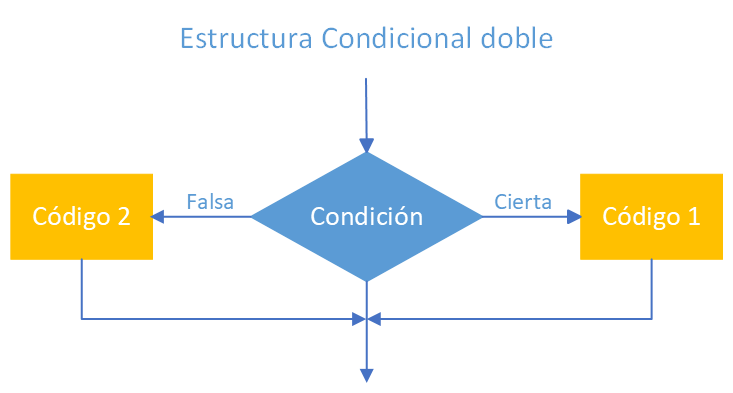 Estructura Condicional doble
Falsa
Cierta
Código 2
Condición
Código 1